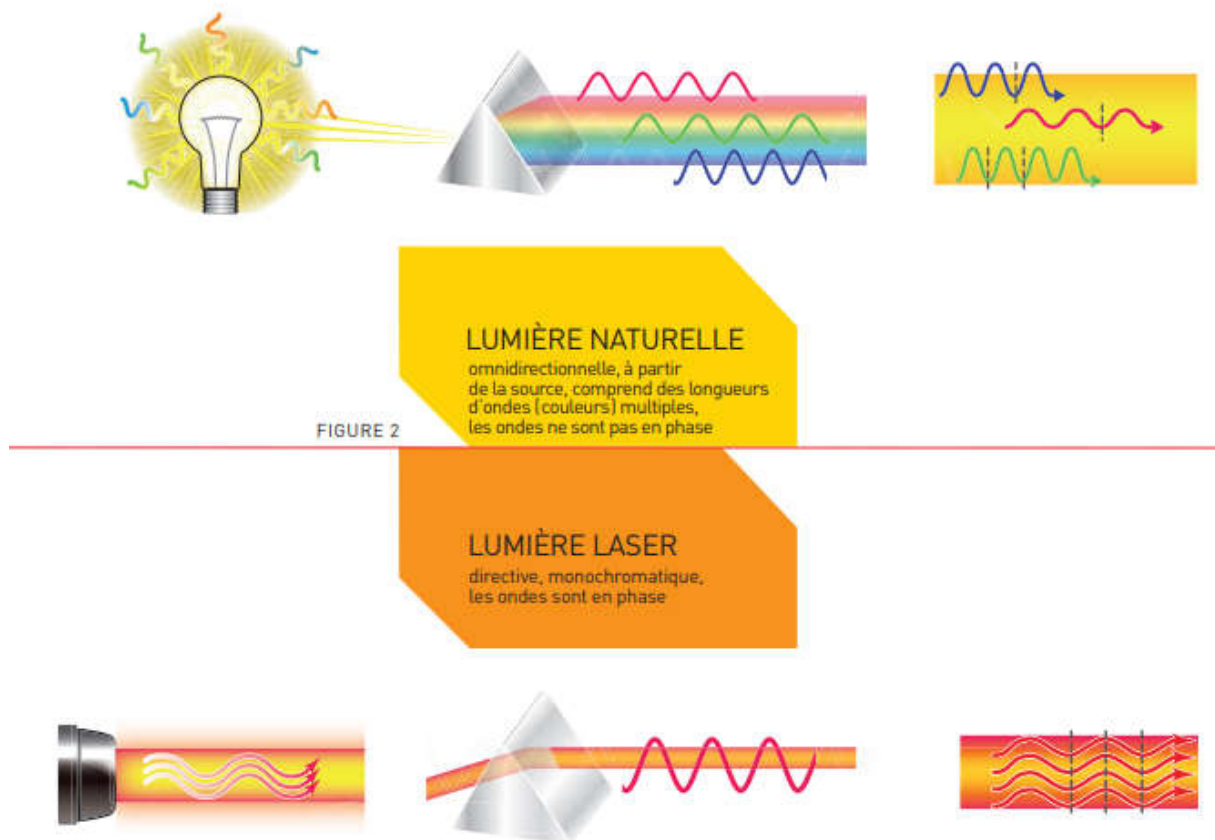 LUMIÈRE NATURELLE
omnidirectionnelle, à partir
de la source, comprend des longueurs
d'ondes (couleurs) multiples,
les ondes ne sont pas en phase
FIGURE 2
LUMIÈRE LASER
directive, monochromatique,
les ondes sont en phase